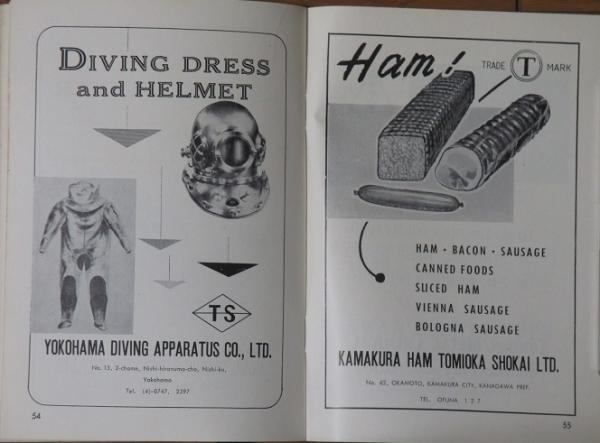 DIVING DRESS
and HELMET
TS
YOKOHAMA DIVING APPARATUS CO., LTD.
No. 13, 2-chome, Nishi-hiranuma-cho, Nishi-ku,
Yokohama
Tel. (4)-0747, 2397
54
Ham!
TRADE T MARK
HAM · BACON · SAUSAGE
CANNED FOODS
SLICED HAM
VIENNA SAUSAGE
BOLOGNA SAUSAGE
KAMAKURA HAM TOMIOKA SHOKAI LTD.
No. 62, OKAMOTO, KAMAKURA CITY, KANAGAWA PREF.
TEL. OFUNA 127
55